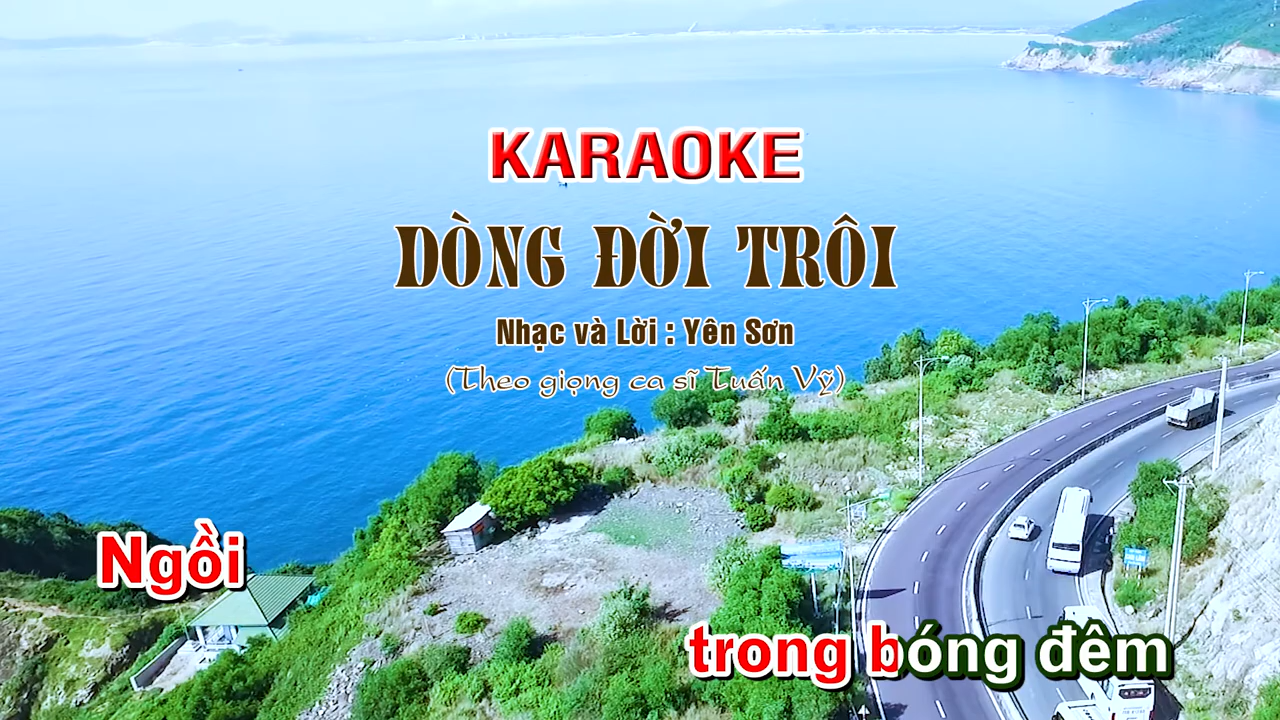 KARAOKE
DÒNG ĐỜI TRÔI
Nhạc và Lời : Yên Sơn
(Theo giọng ca sĩ Tuấn Vỹ)
Ngồi
trong bóng đêm